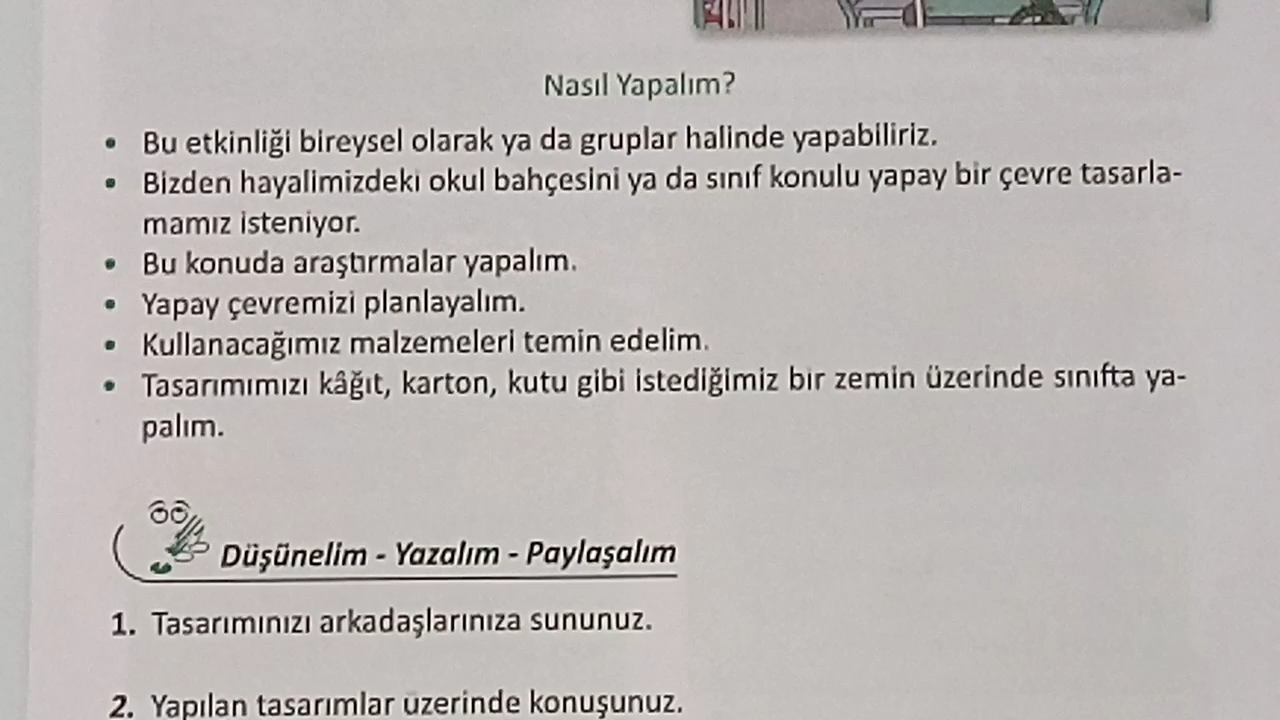 Nasıl Yapalım?
• Bu etkinliği bireysel olarak ya da gruplar halinde yapabiliriz.
• Bizden hayalimizdeki okul bahçesini ya da sınıf konulu yapay bir çevre tasarla-
mamız isteniyor.
• Bu konuda araştırmalar yapalım.
• Yapay çevremizi planlayalım.
• Kullanacağımız malzemeleri temin edelim.
• Tasarımımızı kâğıt, karton, kutu gibi istediğimiz bir zemin üzerinde sınıfta ya-
palım.
Düşünelim - Yazalım - Paylaşalım
1. Tasarımınızı arkadaşlarınıza sununuz.
2. Yapılan tasarımlar üzerinde konuşunuz.